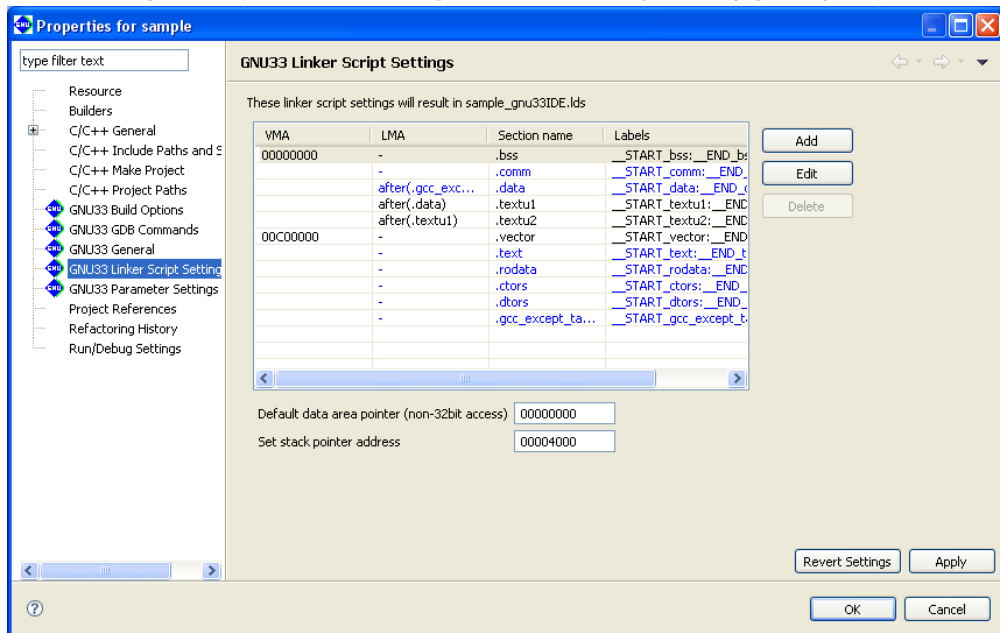 Properties for sample
type filter text
GNU33 Linker Script Settings
Resource
Builders
C/C++ General
C/C++ Include Paths and S
C/C++ Make Project
C/C++ Project Paths
GNU33 Build Options
GNU33 GDB Commands
GNU33 General
GNU33 Linker Script Setting
GNU33 Parameter Settings
Project References
Refactoring History
Run/Debug Settings
These linker script settings will result in sample_gnu33IDE.lds
VMA LMA Section name Labels
00000000 - .bss __START_bss:__END_bs
- .comm __START_comm:__END_
after(.gcc_exc... .data __START_data:__END_
after(.data) .textu1 __START_textu1:__END
after(.textu1) .textu2 __START_textu2:__END
00C00000 - .vector __START_vector:__END
- .text __START_text:__END_t
- .rodata __START_rodata:__END
- .ctors __START_ctors:__END_
- .dtors __START_dtors:__END_
- .gcc_except_ta... __START_gcc_except_t
Add
Edit
Delete
Default data area pointer (non-32bit access) 00000000
Set stack pointer address 00004000
Revert Settings Apply
OK Cancel